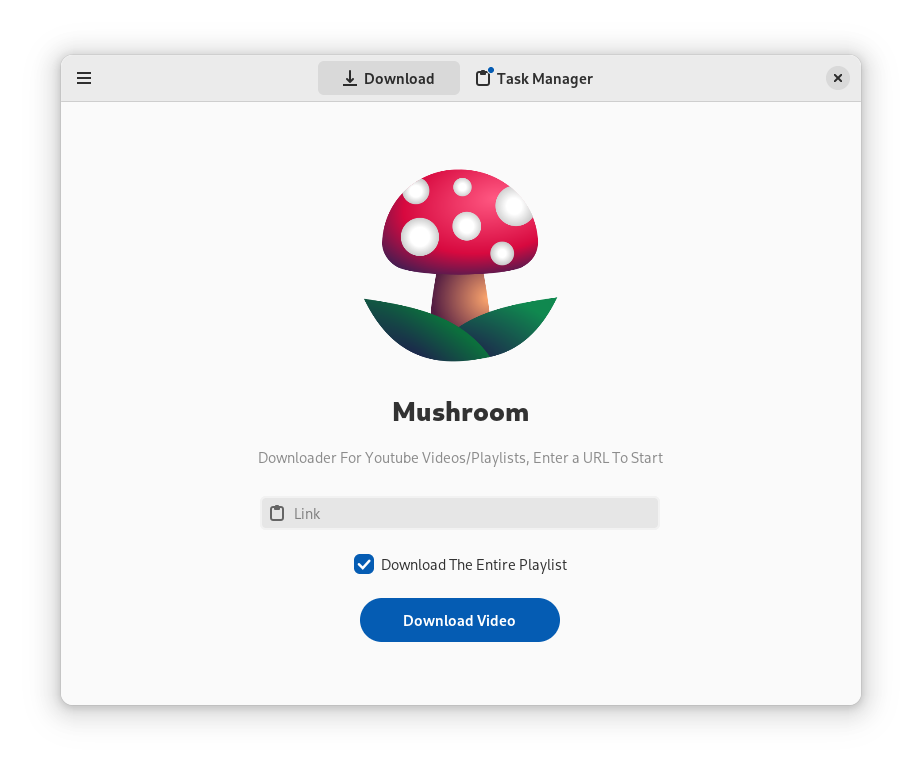 Download
Task Manager
Mushroom
Downloader For Youtube Videos/Playlists, Enter a URL To Start
Link
Download The Entire Playlist
Download Video